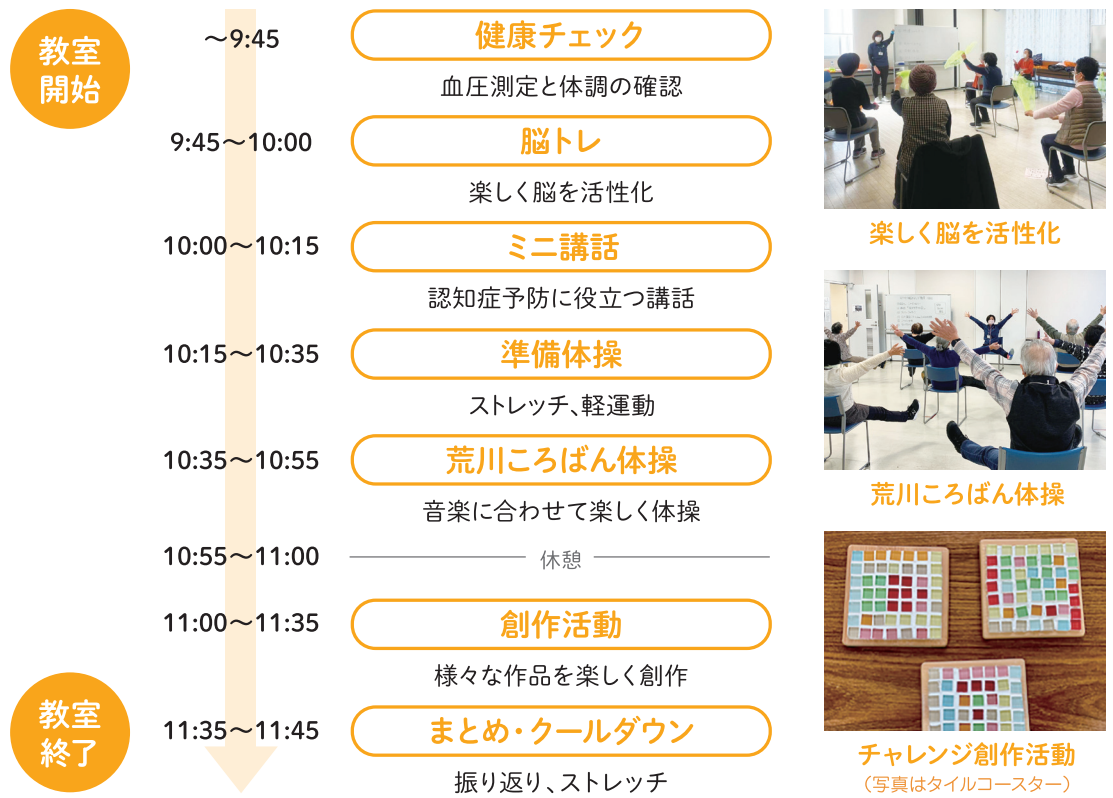 教室
開始
〜9:45
健康チェック
血圧測定と体調の確認
9:45〜10:00
脳トレ
楽しく脳を活性化
10:00〜10:15
ミニ講話
認知症予防に役立つ講話
10:15〜10:35
準備体操
ストレッチ、軽運動
10:35〜10:55
荒川ころばん体操
音楽に合わせて楽しく体操
10:55〜11:00
休憩
11:00〜11:35
創作活動
様々な作品を楽しく創作
教室
終了
11:35〜11:45
まとめ・クールダウン
振り返り、ストレッチ
楽しく脳を活性化
荒川ころばん体操
チャレンジ創作活動
（写真はタイルコースター）